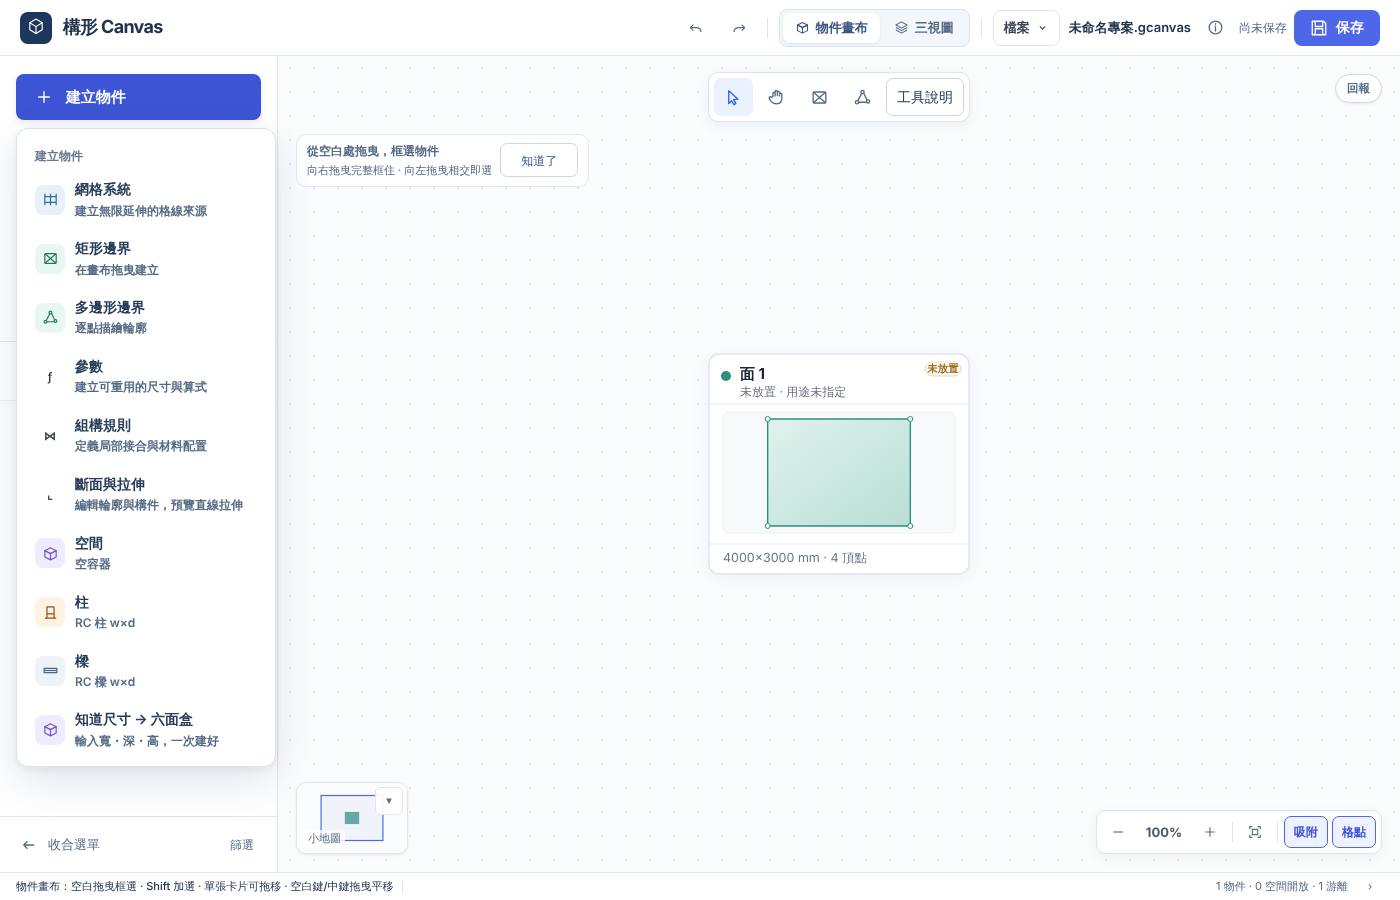 構形 Canvas
物件畫布
三視圖
檔案
未命名專案.gcanvas
尚未保存
保存
建立物件
工具說明
回報
從空白處拖曳，框選物件
向右拖曳完整框住 · 向左拖曳相交即選
知道了
建立物件
網格系統
建立無限延伸的格線來源
矩形邊界
在畫布拖曳建立
多邊形邊界
逐點描繪輪廓
參數
建立可重用的尺寸與算式
組構規則
定義局部接合與材料配置
斷面與拉伸
編輯輪廓與構件，預覽直線拉伸
空間
空容器
柱
RC 柱 w×d
樑
RC 樑 w×d
知道尺寸 → 六面盒
輸入寬・深・高，一次建好
面 1
未放置
未放置 · 用途未指定
4000×3000 mm · 4 頂點
小地圖
100%
吸附
格點
收合選單
篩選
物件畫布：空白拖曳框選 · Shift 加選 · 單張卡片可拖移 · 空白鍵/中鍵拖曳平移
1 物件 · 0 空間開放 · 1 游離